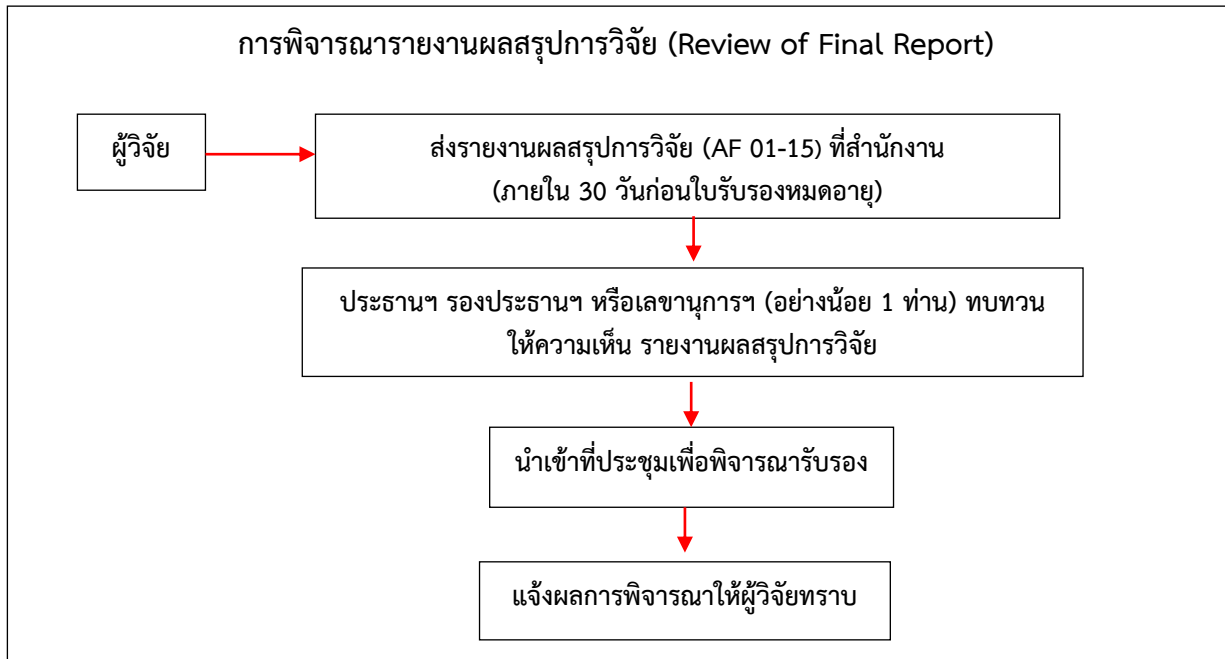 การพิจารณารายงานผลสรุปการวิจัย (Review of Final Report)
ผู้วิจัย
ส่งรายงานผลสรุปการวิจัย (AF 01-15) ที่สำนักงาน
(ภายใน 30 วันก่อนใบรับรองหมดอายุ)
ประธานฯ รองประธานฯ หรือเลขานุการฯ (อย่างน้อย 1 ท่าน) ทบทวน
ให้ความเห็น รายงานผลสรุปการวิจัย
นำเข้าที่ประชุมเพื่อพิจารณารับรอง
แจ้งผลการพิจารณาให้ผู้วิจัยทราบ